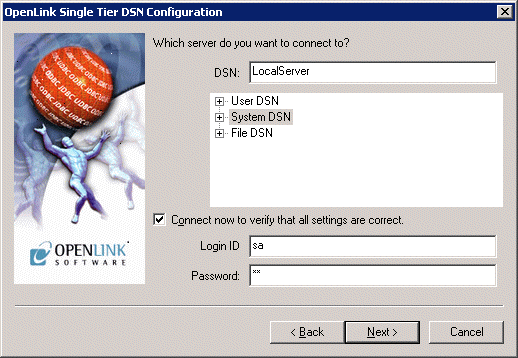 OpenLink Single Tier DSN Configuration
Which server do you want to connect to?
DSN: LocalServer
User DSN
System DSN
File DSN
Connect now to verify that all settings are correct.
Login ID sa
Password: **
OPENLINK
SOFTWARE
< Back Next > Cancel